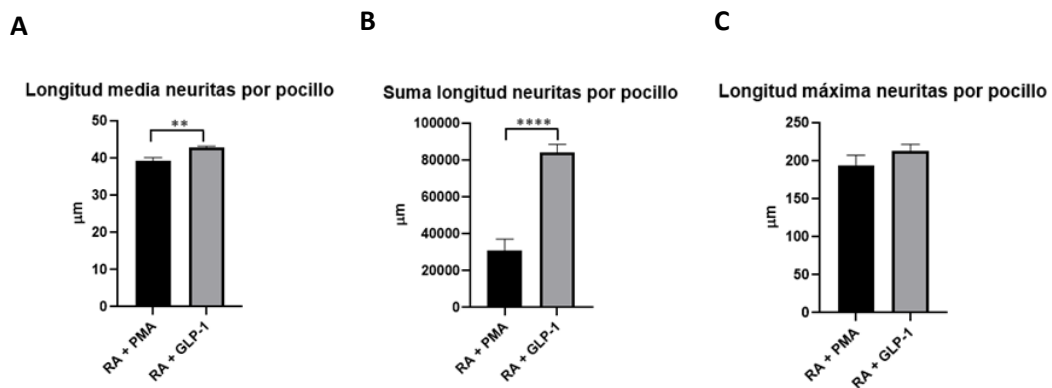 A
Longitud media neuritas por pocillo
**
50
40
30
20
10
0
µm
RA + PMA
RA + GLP-1
B
Suma longitud neuritas por pocillo
****
100000
80000
60000
40000
20000
0
µm
RA + PMA
RA + GLP-1
C
Longitud máxima neuritas por pocillo
250
200
150
100
50
0
µm
RA + PMA
RA + GLP-1